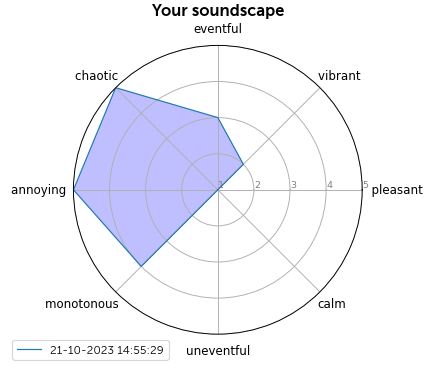 Your soundscape
eventful
chaotic
vibrant
annoying
1
2
3
4
5
pleasant
monotonous
calm
21-10-2023 14:55:29
uneventful